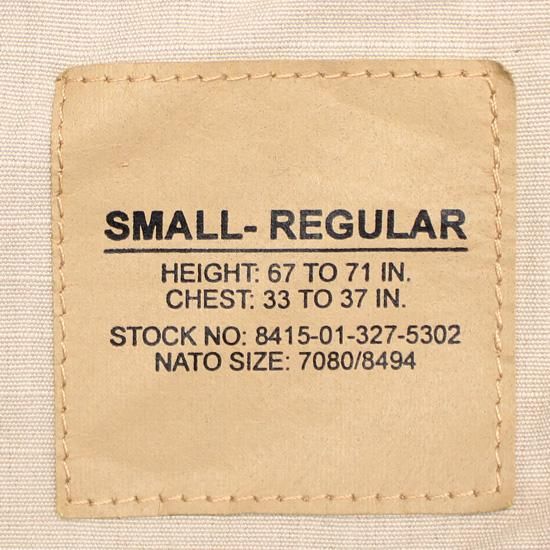 SMALL- REGULAR
HEIGHT: 67 TO 71 IN.
CHEST: 33 TO 37 IN.
STOCK NO: 8415-01-327-5302
NATO SIZE: 7080/8494